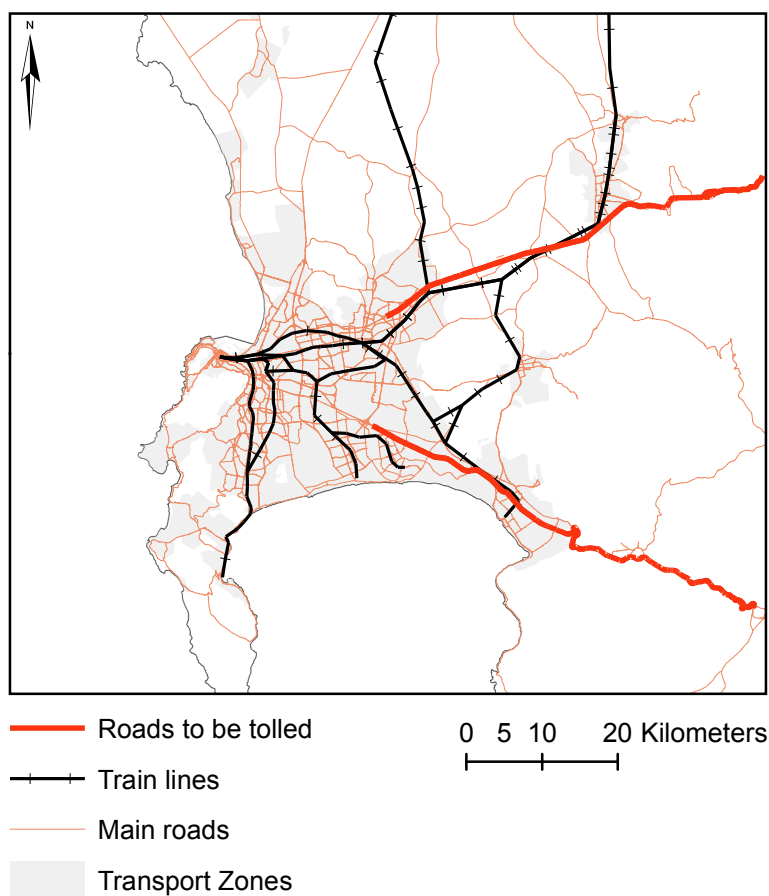 N
Roads to be tolled
0 5 10 20 Kilometers
Train lines
Main roads
Transport Zones